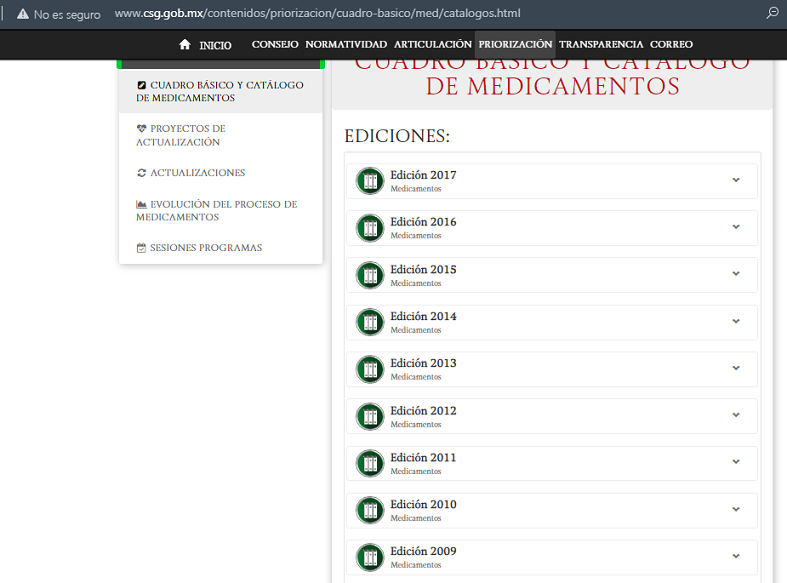 No es seguro www.csg.gob.mx/contenidos/priorizacion/cuadro-basico/med/catalogos.html
INICIO CONSEJO NORMATIVIDAD ARTICULACIÓN PRIORIZACIÓN TRANSPARENCIA CORREO
CUADRO BÁSICO Y CATÁLOGO
DE MEDICAMENTOS
PROYECTOS DE
ACTUALIZACIÓN
ACTUALIZACIONES
EVOLUCIÓN DEL PROCESO DE
MEDICAMENTOS
SESIONES PROGRAMAS
CUADRO BÁSICO Y CATÁLOGO
DE MEDICAMENTOS
EDICIONES:
Edición 2017
Medicamentos
Edición 2016
Medicamentos
Edición 2015
Medicamentos
Edición 2014
Medicamentos
Edición 2013
Medicamentos
Edición 2012
Medicamentos
Edición 2011
Medicamentos
Edición 2010
Medicamentos
Edición 2009
Medicamentos